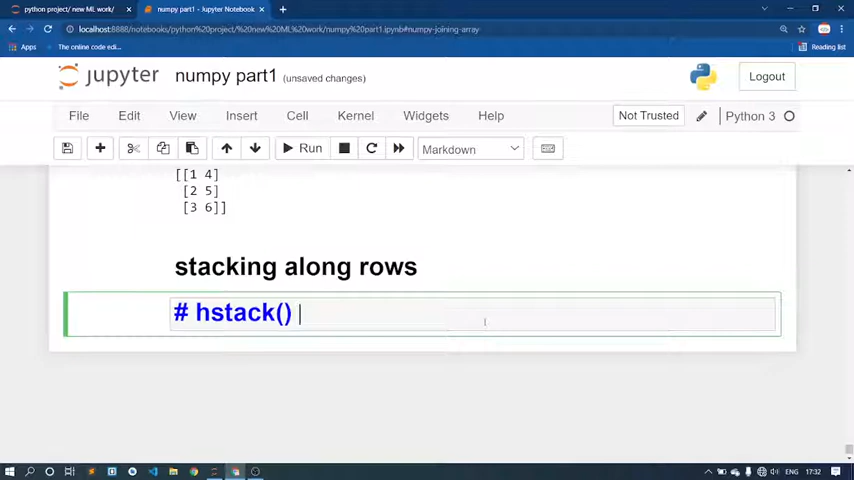 python project/ new ML work/
numpy part1 - Jupyter Notebook
localhost:8888/notebooks/python%20project/%20new%20ML%20work/numpy%20part1.ipynb#numpy-joining-array
Apps
The online code edi...
Reading list
jupyter
numpy part1 (unsaved changes)
Logout
File Edit View Insert Cell Kernel Widgets Help
Not Trusted
Python 3
Run
Markdown
[[1 4]
[2 5]
[3 6]]
stacking along rows
# hstack()
17:32